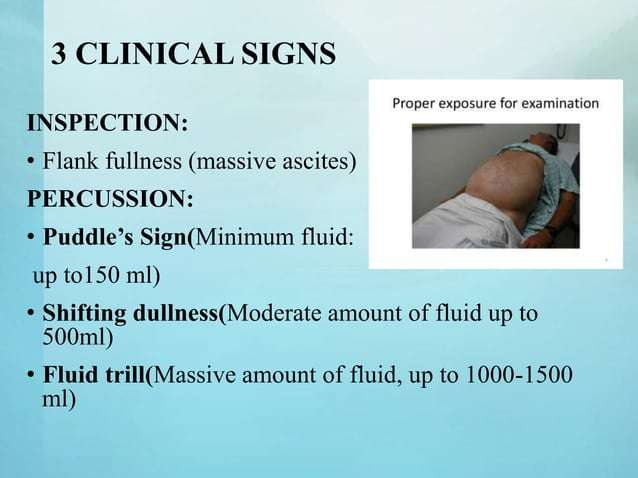 3 CLINICAL SIGNS
Proper exposure for examination
INSPECTION:
• Flank fullness (massive ascites)
PERCUSSION:
• Puddle’s Sign(Minimum fluid:
up to150 ml)
• Shifting dullness(Moderate amount of fluid up to
500ml)
• Fluid trill(Massive amount of fluid, up to 1000-1500
ml)